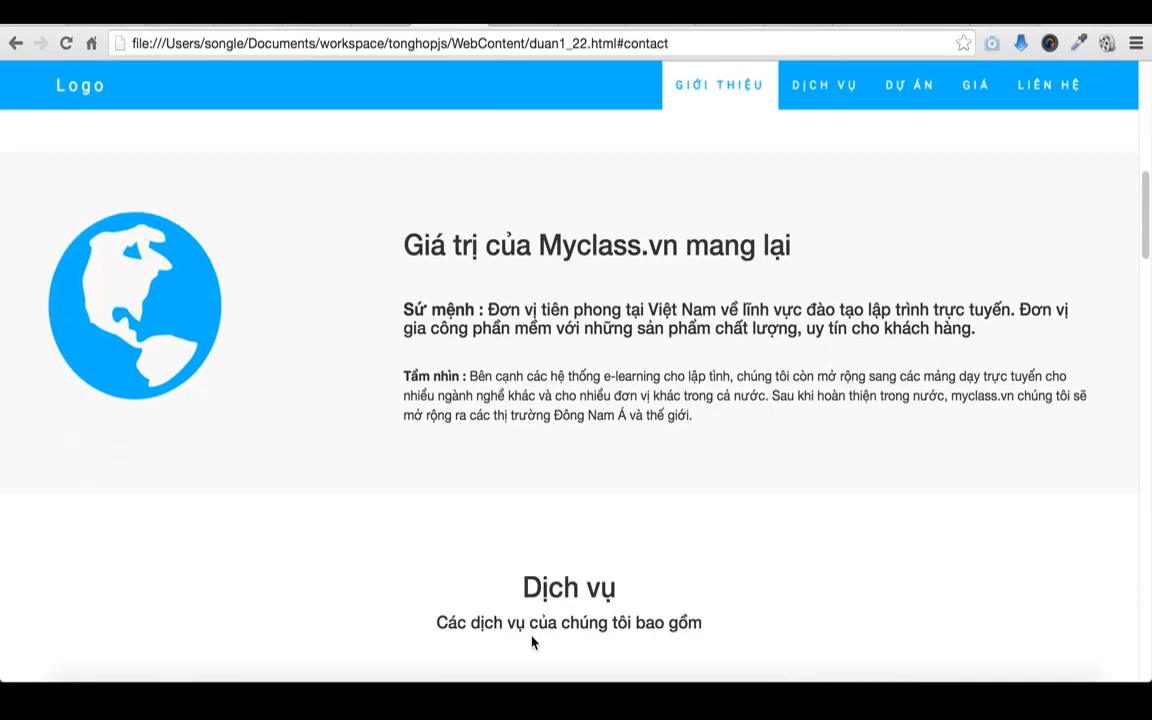 file:///Users/songle/Documents/workspace/tonghopjs/WebContent/duan1_22.html#contact
Logo GIỚI THIỆU DỊCH VỤ DỰ ÁN GIÁ LIÊN HỆ
Giá trị của Myclass.vn mang lại
Sứ mệnh : Đơn vị tiên phong tại Việt Nam về lĩnh vực đào tạo lập trình trực tuyến. Đơn vị
gia công phần mềm với những sản phẩm chất lượng, uy tín cho khách hàng.
Tầm nhìn : Bên cạnh các hệ thống e-learning cho lập tình, chúng tôi còn mở rộng sang các mảng dạy trực tuyến cho
nhiều ngành nghề khác và cho nhiều đơn vị khác trong cả nước. Sau khi hoàn thiện trong nước, myclass.vn chúng tôi sẽ
mở rộng ra các thị trường Đông Nam Á và thế giới.
Dịch vụ
Các dịch vụ của chúng tôi bao gồm